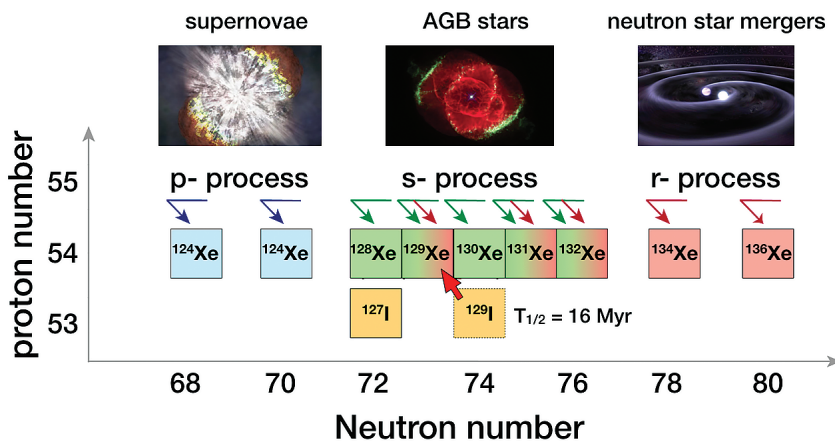 supernovae AGB stars neutron star mergers
p- process s- process r- process
proton number
55
54
53
124Xe 124Xe 128Xe 129Xe 130Xe 131Xe 132Xe 134Xe 136Xe
127I 129I T1/2 = 16 Myr
68 70 72 74 76 78 80
Neutron number